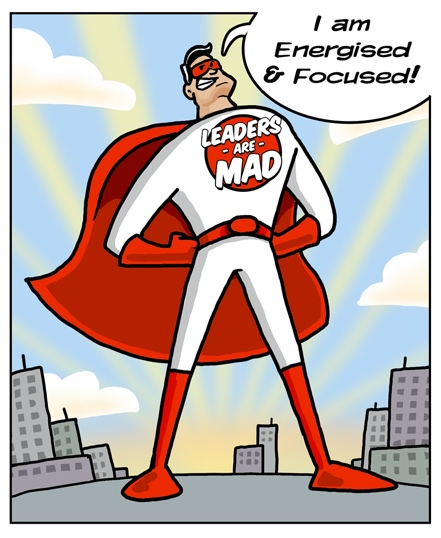 I am
Energised
& Focused!
LEADERS
- ARE -
MAD